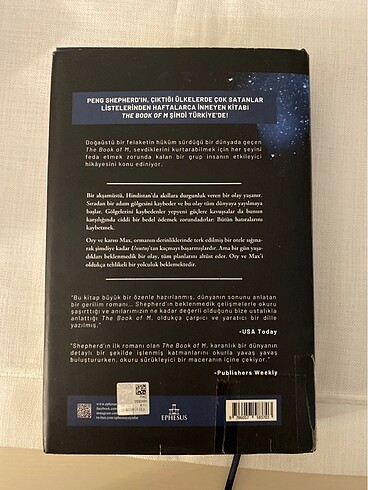 PENG SHEPHERD'IN, ÇIKTIĞI ÜLKELERDE ÇOK SATANLAR
LİSTELERİNDEN HAFTALARCA İNMEYEN KİTABI
THE BOOK OF M ŞİMDİ TÜRKİYE'DE!
Doğaüstü bir felaketin hüküm sürdüğü bir dünyada geçen
The Book of M, sevdiklerini kurtarabilmek için her şeyini
feda etmek zorunda kalan bir grup insanın etkileyici
hikâyesini konu ediniyor.
Bir akşamüstü, Hindistan'da akıllara durgunluk veren bir olay yaşanır.
Sıradan bir adam gölgesini kaybeder ve bu olay tüm dünyaya yayılmaya
başlar. Gölgelerini kaybedenler yepyeni güçlere kavuşsalar da bunun
karşılığında ciddi bir bedel ödemek zorundadırlar: Bütün hatıralarını
kaybetmek.
Ory ve karısı Max, ormanın derinliklerinde terk edilmiş bir otele sığına-
rak şimdiye kadar Unutuş'tan kaçmayı başarmışlardır. Ama bir gün yaşa-
dıkları beklenmedik bir olay, tüm planlarını altüst eder. Ory ve Max'i
oldukça tehlikeli bir yolculuk beklemektedir.
"Bu kitap büyük bir özenle hazırlanmış, dünyanın sonunu anlatan
bir gerilim romanı... Shepherd'ın beklenmedik gelişmelerle okuru
şaşırttığı ve anılarımızın ne kadar değerli olduğunu bize ustalıkla
anlattığı The Book of M, oldukça çarpıcı ve yaratıcı bir dille
yazılmış."
-USA Today
"Shepherd'ın ilk romanı olan The Book of M, karanlık bir dünyanın
detaylı bir şekilde işlenmiş katmanlarını okurla yavaş yavaş
buluştururken, okuru sürükleyici bir maceranın içine çekiyor."
-Publishers Weekly
EPHESUS